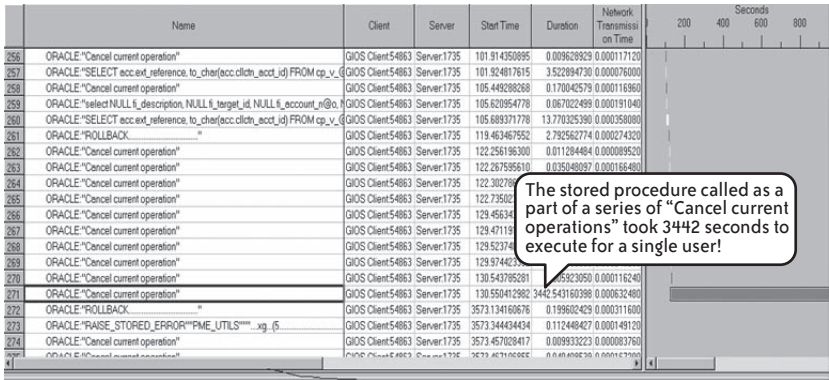 Name Client Server Start Time Duration Network Transmissi on Time Seconds
200 400 600 800
256 ORACLE:"Cancel current operation" GIOS Client:54863 Server:1735 101.914350895 0.009628929 0.000117120
257 ORACLE:"SELECT acc.ext_reference, to_char(acc.cllctn_acct_id) FROM cp_v_@ GIOS Client:54863 Server:1735 101.924817615 3.522894730 0.000076000
258 ORACLE:"Cancel current operation" GIOS Client:54863 Server:1735 105.449288268 0.170042579 0.000116960
259 ORACLE:"select NULL fi_description, NULL fi_target_id, NULL fi_account_n@o, GIOS Client:54863 Server:1735 105.620954778 0.067022499 0.000191040
260 ORACLE:"SELECT acc.ext_reference, to_char(acc.cllctn_acct_id) FROM cp_v_@ GIOS Client:54863 Server:1735 105.689371778 13.770325390 0.000358080
261 ORACLE:"ROLLBACK............................." GIOS Client:54863 Server:1735 119.463467552 2.792562774 0.000274320
262 ORACLE:"Cancel current operation" GIOS Client:54863 Server:1735 122.256196300 0.011284484 0.000089520
263 ORACLE:"Cancel current operation" GIOS Client:54863 Server:1735 122.267595610 0.035048097 0.000166480
264 ORACLE:"Cancel current operation" GIOS Client:54863 Server:1735 122.302786
265 ORACLE:"Cancel current operation" GIOS Client:54863 Server:1735
266 ORACLE:"Cancel current operation" GIOS Client:54863 Server:1735
267 ORACLE:"Cancel current operation" GIOS Client:54863 Server:1735
268 ORACLE:"Cancel current operation" GIOS Client:54863 Server:1735
269 ORACLE:"Cancel current operation" GIOS Client:54863 Server:1735
270 ORACLE:"Cancel current operation" GIOS Client:54863 Server:1735 130.543785281 0.000116240
271 ORACLE:"Cancel current operation" GIOS Client:54863 Server:1735 130.550412982 3442.543160398 0.000632480
272 ORACLE:"ROLLBACK............................." GIOS Client:54863 Server:1735 3573.134160676 0.199602429 0.000311600
273 ORACLE:"RAISE_STORED_ERROR""PME_UTILS"""...xg..(5............ GIOS Client:54863 Server:1735 3573.344434434 0.112448427 0.000149120
274 ORACLE:"Cancel current operation" GIOS Client:54863 Server:1735 3573.457028417 0.009933223 0.000083760
The stored procedure called as a
part of a series of "Cancel current
operations" took 3442 seconds to
execute for a single user!